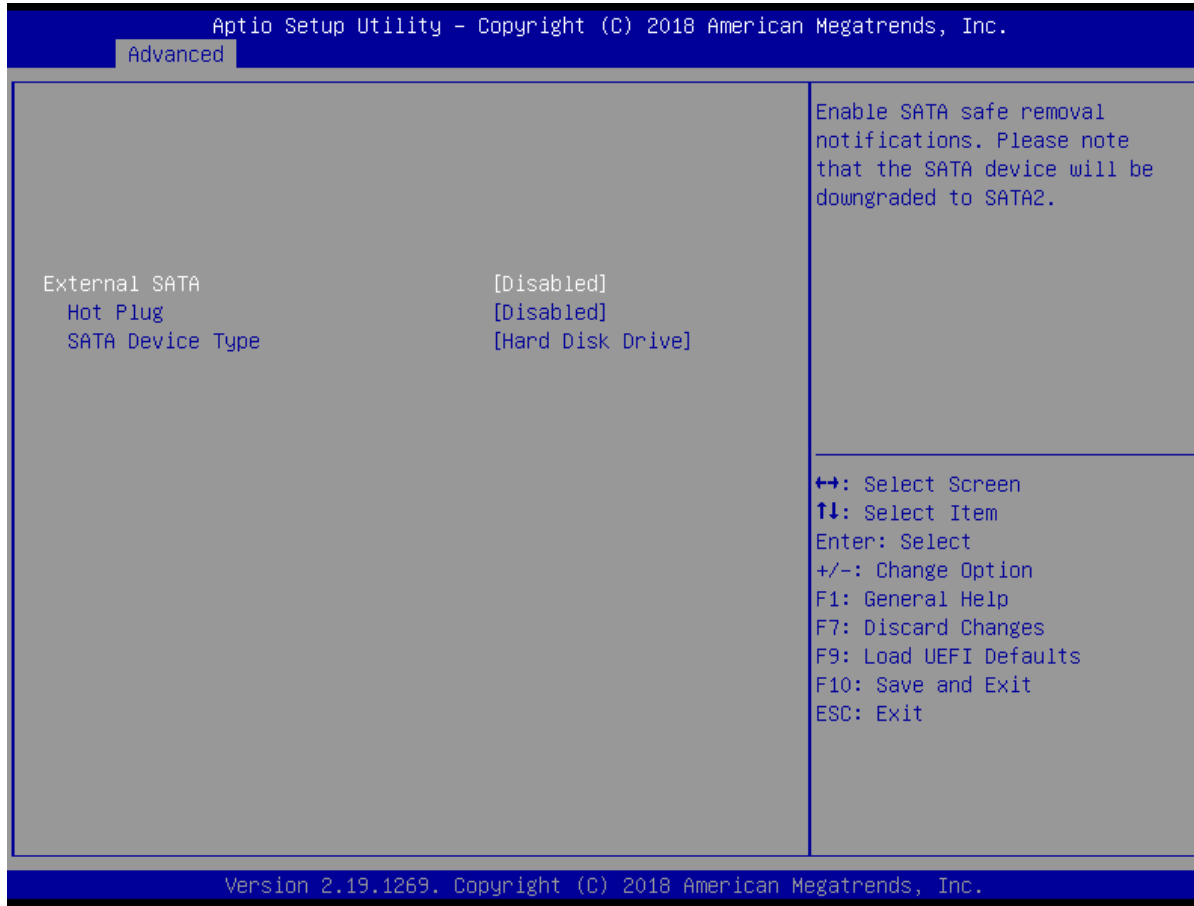 Aptio Setup Utility – Copyright (C) 2018 American Megatrends, Inc.
Advanced
External SATA [Disabled]
Hot Plug [Disabled]
SATA Device Type [Hard Disk Drive]
Enable SATA safe removal
notifications. Please note
that the SATA device will be
downgraded to SATA2.
↔: Select Screen
↑↓: Select Item
Enter: Select
+/-: Change Option
F1: General Help
F7: Discard Changes
F9: Load UEFI Defaults
F10: Save and Exit
ESC: Exit
Version 2.19.1269. Copyright (C) 2018 American Megatrends, Inc.